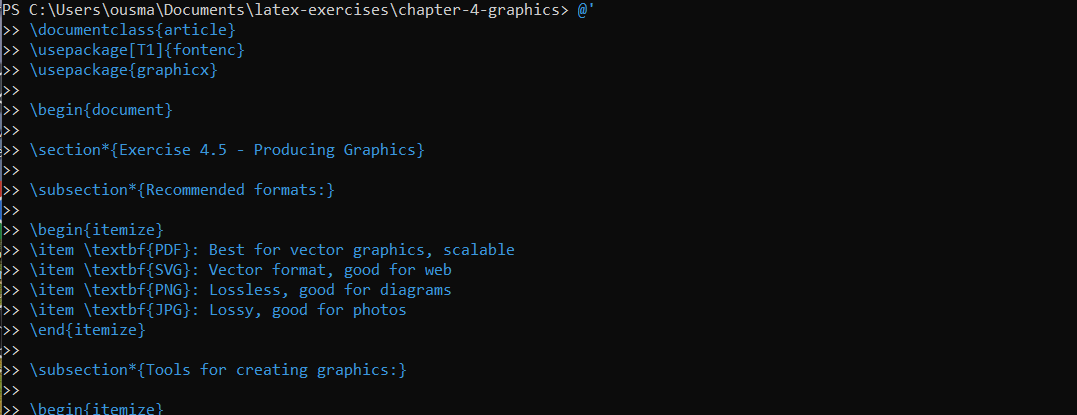 PS C:\Users\ousma\Documents\latex-exercises\chapter-4-graphics> @'
>> \documentclass{article}
>> \usepackage[T1]{fontenc}
>> \usepackage{graphicx}
>>
>> \begin{document}
>>
>> \section*{Exercise 4.5 - Producing Graphics}
>>
>> \subsection*{Recommended formats:}
>>
>> \begin{itemize}
>> \item \textbf{PDF}: Best for vector graphics, scalable
>> \item \textbf{SVG}: Vector format, good for web
>> \item \textbf{PNG}: Lossless, good for diagrams
>> \item \textbf{JPG}: Lossy, good for photos
>> \end{itemize}
>>
>> \subsection*{Tools for creating graphics:}
>>
>> \begin{itemize}